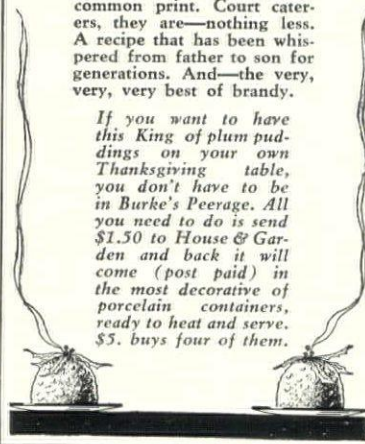 common print. Court cater-
ers, they are—nothing less.
A recipe that has been whis-
pered from father to son for
generations. And—the very,
very, very best of brandy.
If you want to have
this King of plum pud-
dings on your own
Thanksgiving table,
you don't have to be
in Burke's Peerage. All
you need to do is send
$1.50 to House & Gar-
den and back it will
come (post paid) in
the most decorative of
porcelain containers,
ready to heat and serve.
$5. buys four of them.